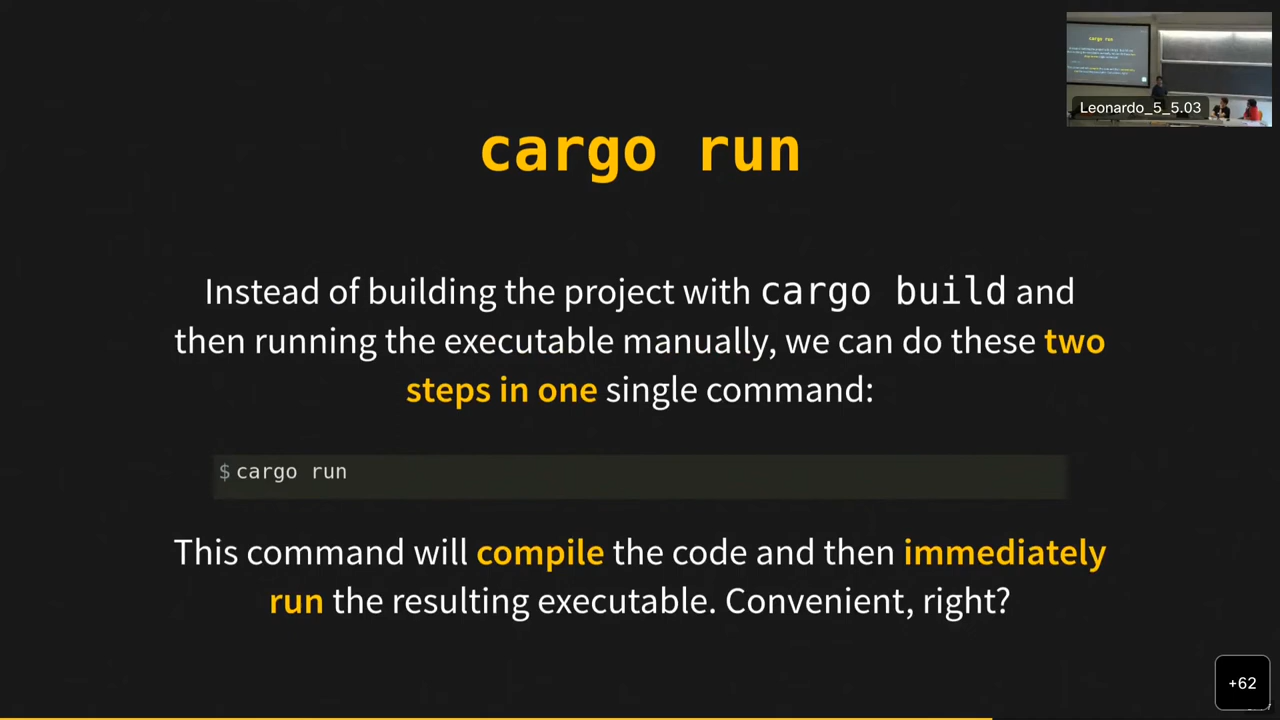 cargo run
Leonardo_5_5.03
Instead of building the project with cargo build and
then running the executable manually, we can do these two
steps in one single command:
$ cargo run
This command will compile the code and then immediately
run the resulting executable. Convenient, right?
+62